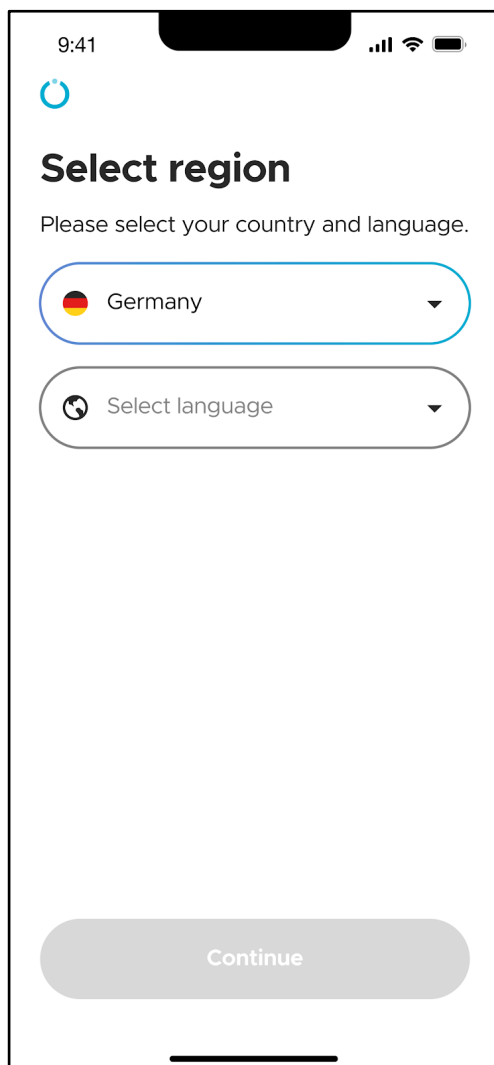 9:41
Select region
Please select your country and language.
Germany
Select language
Continue